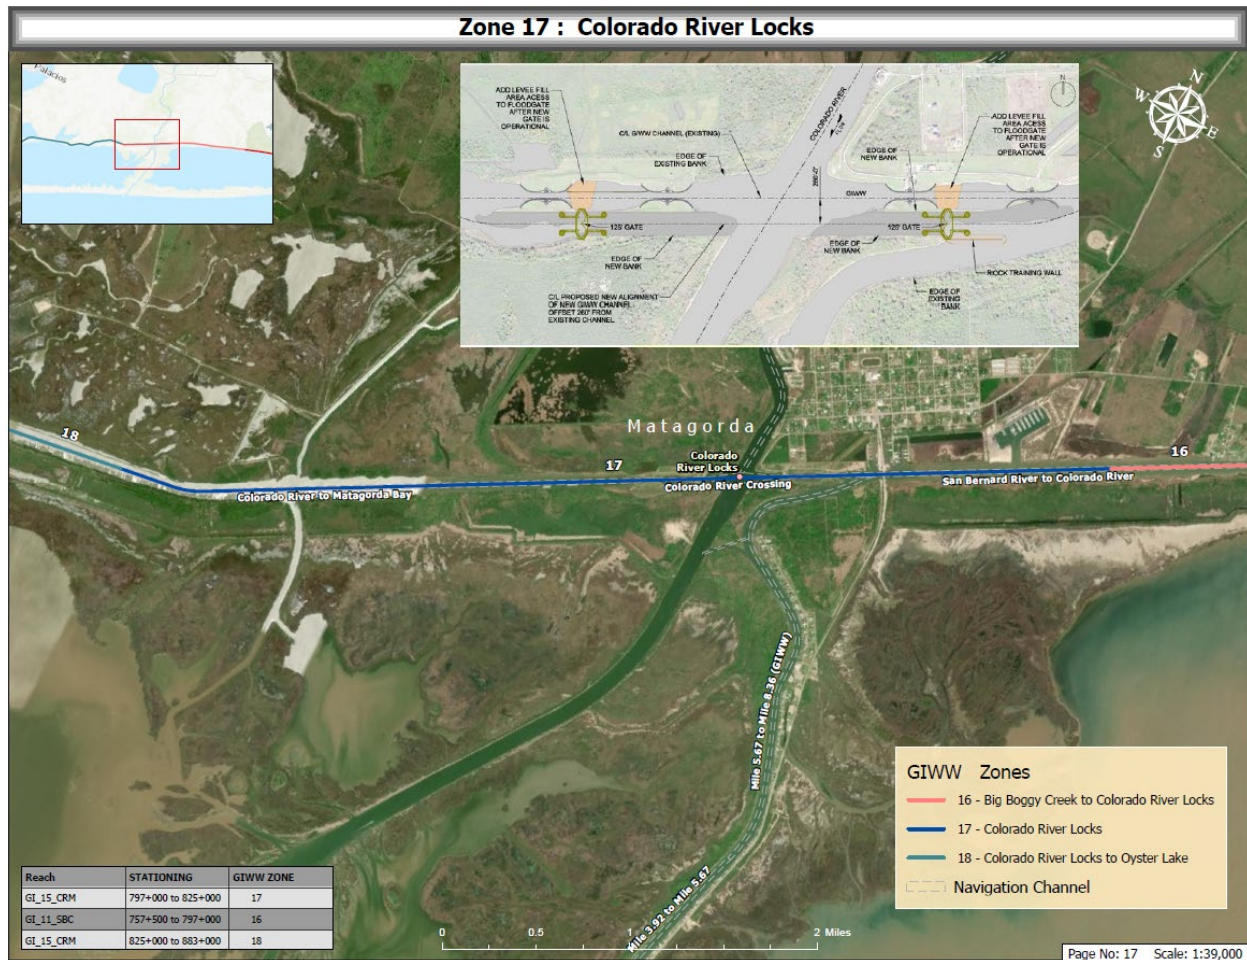 Zone 17 : Colorado River Locks
Palacios
ADD LEVEE FILL
AREA ACESS
TO FLOODGATE
AFTER NEW
GATE IS
OPERATIONAL
C/L GIWW CHANNEL (EXISTING)
EDGE OF
EXISTING BANK
COLORADO RIVER
FLOW
EDGE OF
NEW BANK
ADD LEVEE FILL
AREA ACESS
TO FLOODGATE
AFTER NEW
GATE IS
OPERATIONAL
N
GIWW
260'-0"
125' GATE
125' GATE
EDGE OF
NEW BANK
EDGE OF
NEW BANK
ROCK TRAINING WALL
C/L PROPOSED NEW ALIGNMENT
OF NEW GIWW CHANNEL
OFFSET 260' FROM
EXISTING CHANNEL
EDGE OF
EXISTING
BANK
N
W
E
S
Matagorda
Colorado
River Locks
18
17
16
Colorado River to Matagorda Bay
Colorado River Crossing
San Bernard River to Colorado River
Mile 5.67 to Mile 8.36 (GIWW)
Mile 3.92 to Mile 5.67
GIWW Zones
16 - Big Boggy Creek to Colorado River Locks
17 - Colorado River Locks
18 - Colorado River Locks to Oyster Lake
Navigation Channel
Reach STATIONING GIWW ZONE
GI_15_CRM 797+000 to 825+000 17
GI_11_SBC 757+500 to 797+000 16
GI_15_CRM 825+000 to 883+000 18
0 0.5 1 2 Miles
Page No: 17 Scale: 1:39,000